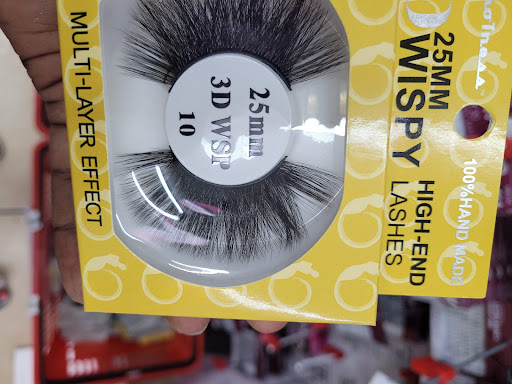 25MM
WISPY
HIGH-END
LASHES
100% HAND MADE
25mm
3D WSP
10
MULTI-LAYER EFFECT